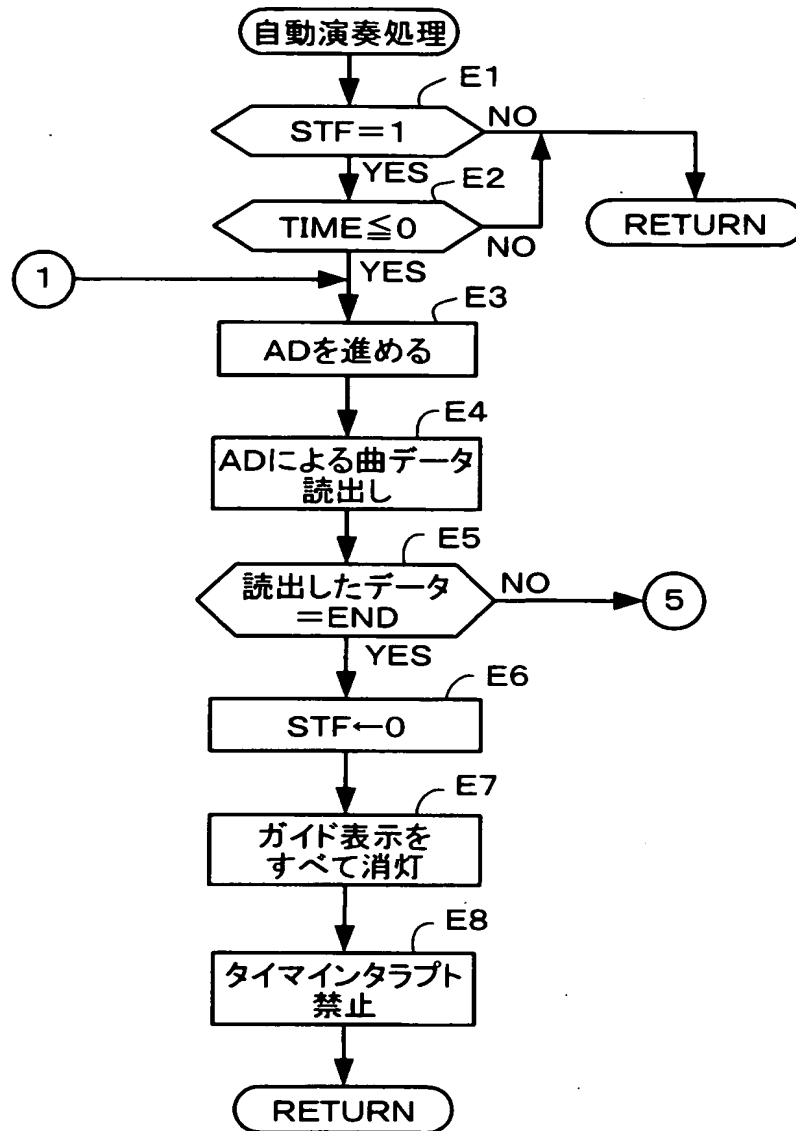 自動演奏処理
E1
STF=1
NO
YES
E2
TIME≦0
NO
RETURN
YES
1
E3
ADを進める
E4
ADによる曲データ
読出し
E5
読出したデータ
=END
NO
5
YES
E6
STF←0
E7
ガイド表示を
すべて消灯
E8
タイマインタラプト
禁止
RETURN